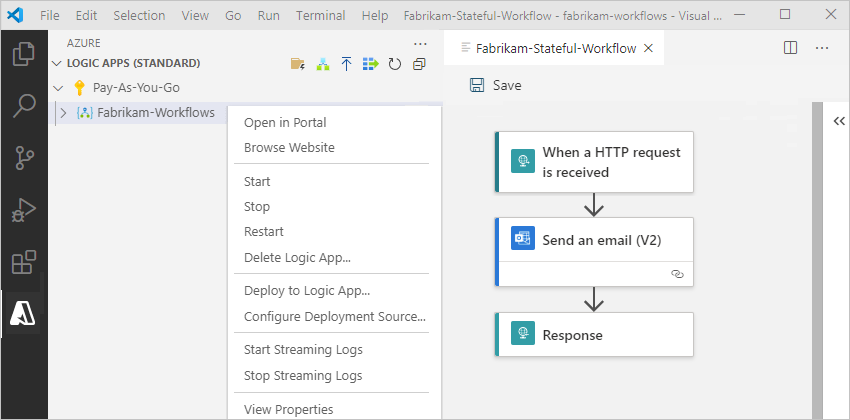 File Edit View Go Run Terminal Help Fabrikam-Stateful-Workflow - fabrikam-workflows - Visual ...
AZURE
LOGIC APPS (STANDARD)
Pay-As-You-Go
Fabrikam-Workflows
Open in Portal
Browse Website
Start
Stop
Restart
Delete Logic App...
Deploy to Logic App...
Configure Deployment Source...
Start Streaming Logs
Stop Streaming Logs
View Properties
Fabrikam-Stateful-Workflow
Save
When a HTTP request
is received
Send an email (V2)
Response